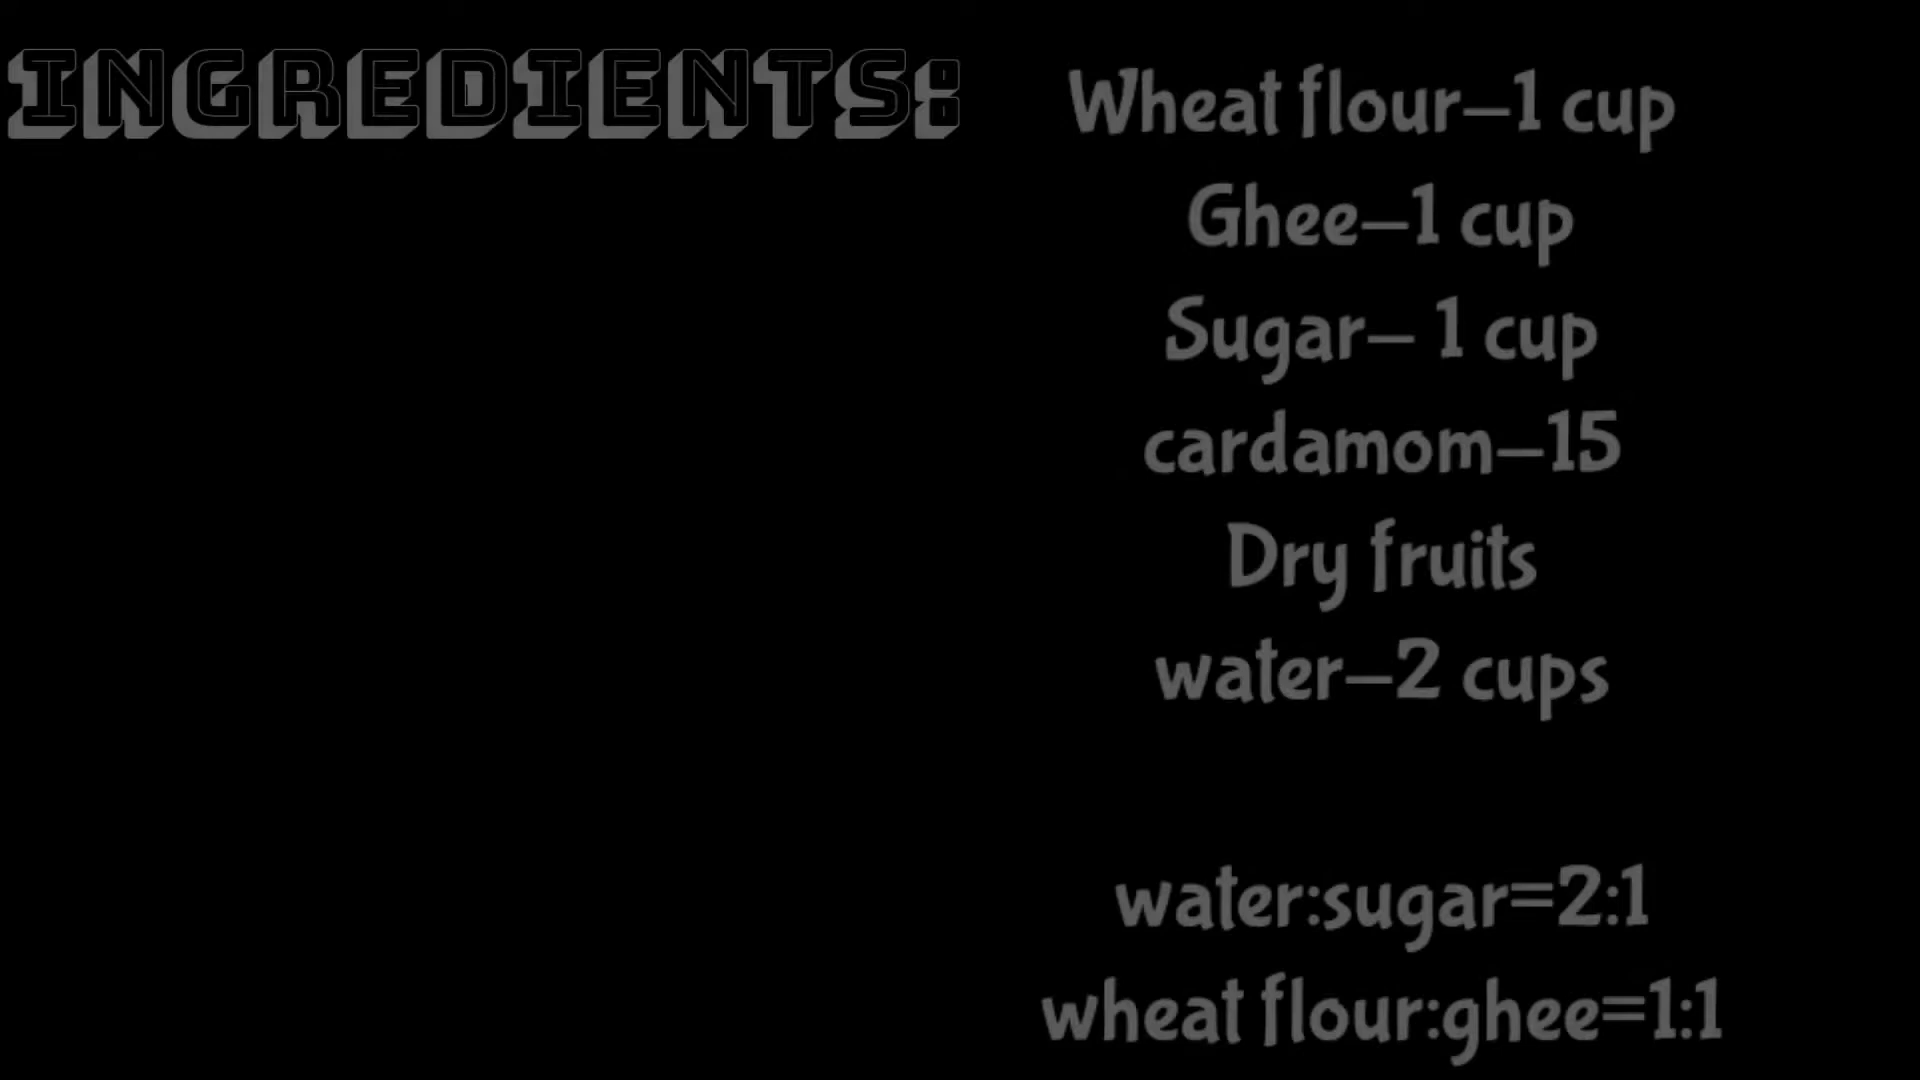 INGREDIENTS:
Wheat flour–1 cup
Ghee–1 cup
Sugar– 1 cup
cardamom–15
Dry fruits
water–2 cups
water:sugar=2:1
wheat flour:ghee=1:1